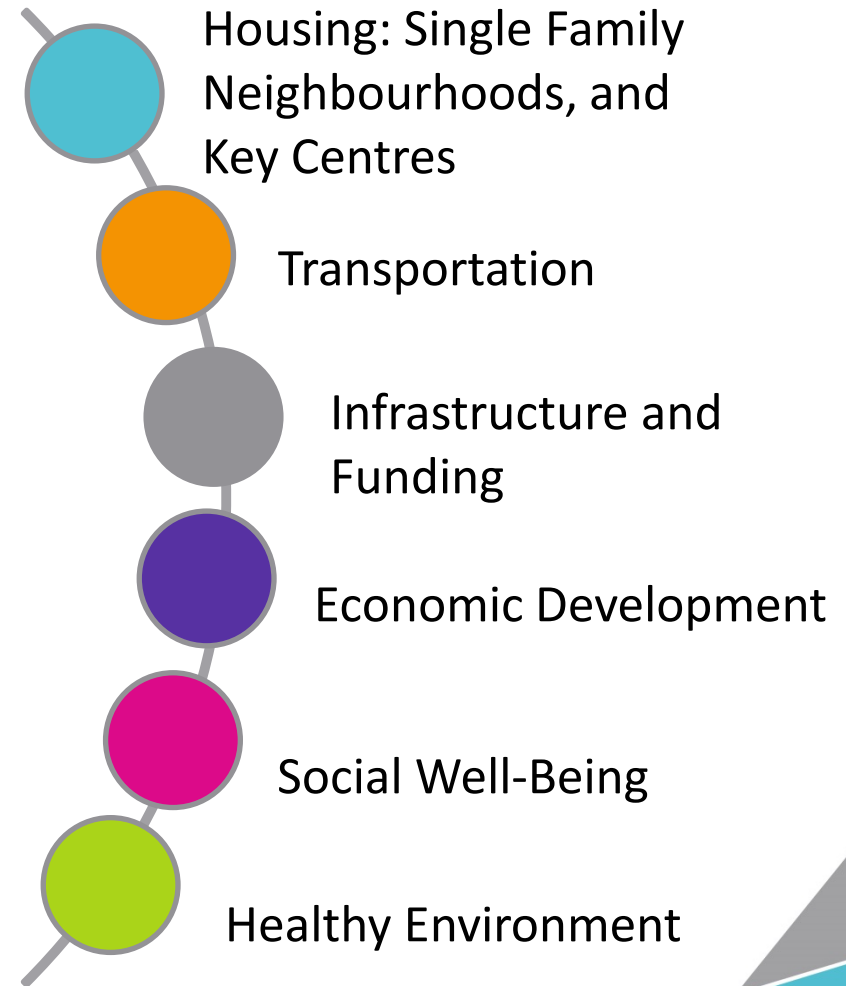 Housing: Single Family
Neighbourhoods, and
Key Centres
Transportation
Infrastructure and
Funding
Economic Development
Social Well-Being
Healthy Environment